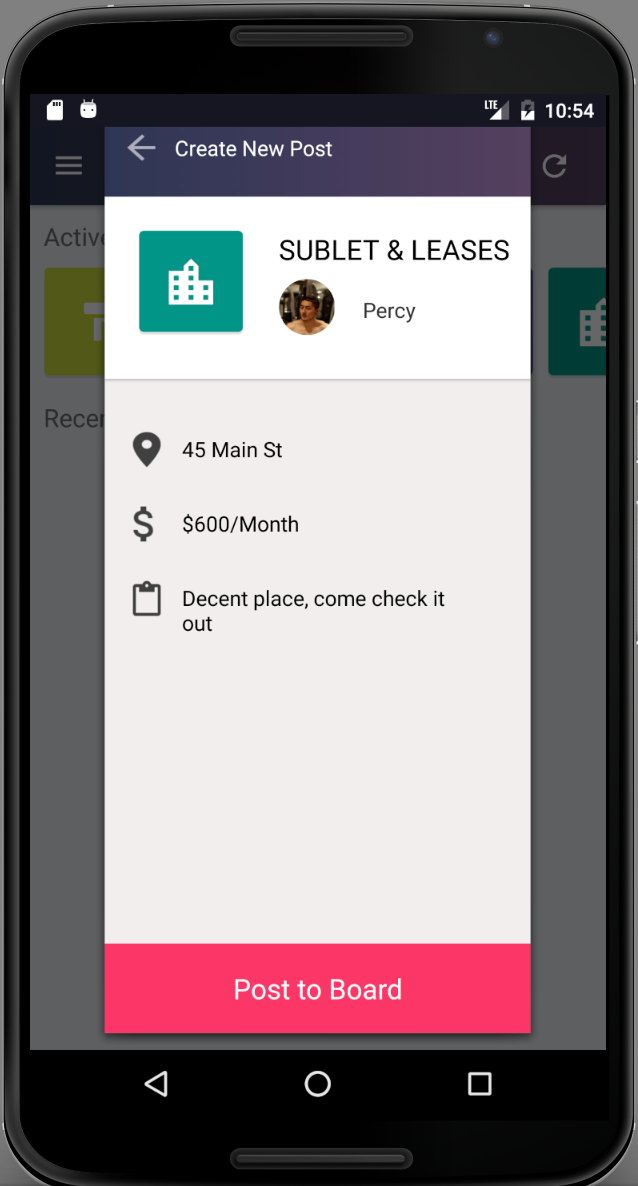 LTE 10:54
Create New Post
Active
SUBLET & LEASES
Percy
Recen
45 Main St
$600/Month
Decent place, come check it
out
Post to Board